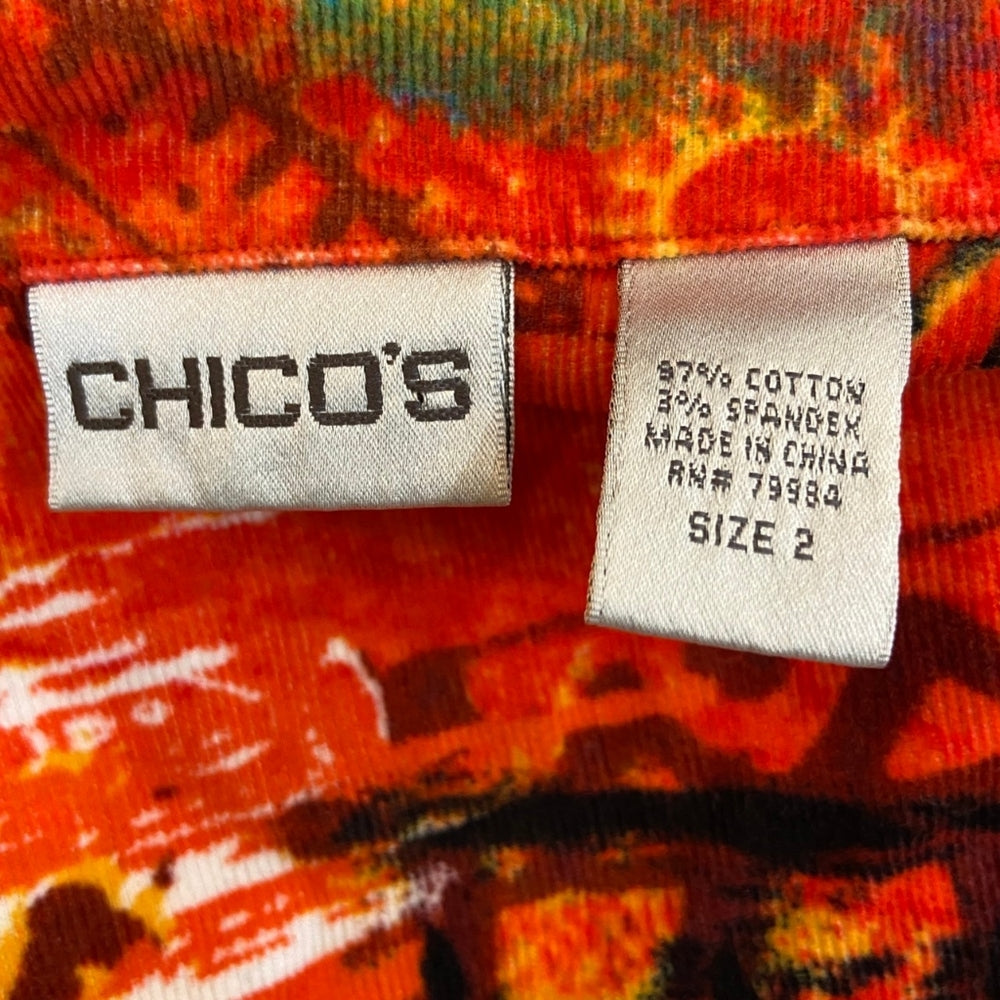 CHICO'S
97% COTTON
3% SPANDEX
MADE IN CHINA
RN# 79984
SIZE 2